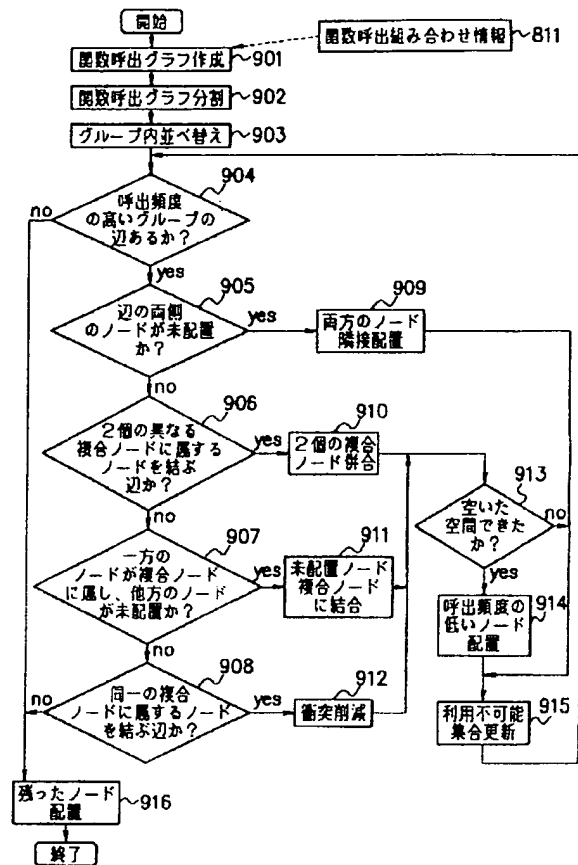 開始
関数呼出グラフ作成
901
関数呼出組み合わせ情報
811
関数呼出グラフ分割
902
グループ内並べ替え
903
904
呼出頻度
の高いグループの
辺あるか?
no
yes
905
辺の両側
のノードが未配置
か?
yes
no
909
両方のノード
隣接配置
906
2個の異なる
複合ノードに属する
ノードを結ぶ
辺か?
yes
no
910
2個の複合
ノード併合
913
空いた
空間できた
か?
no
yes
907
一方の
ノードが複合ノード
に属し、他方のノード
が未配置か?
yes
no
911
未配置ノード
複合ノード
に結合
呼出頻度の
低いノード
配置
914
908
同一の複合
ノードに属するノード
を結ぶ辺か?
no
yes
912
衝突削減
利用不可能
集合更新
915
残ったノード
配置
916
終了